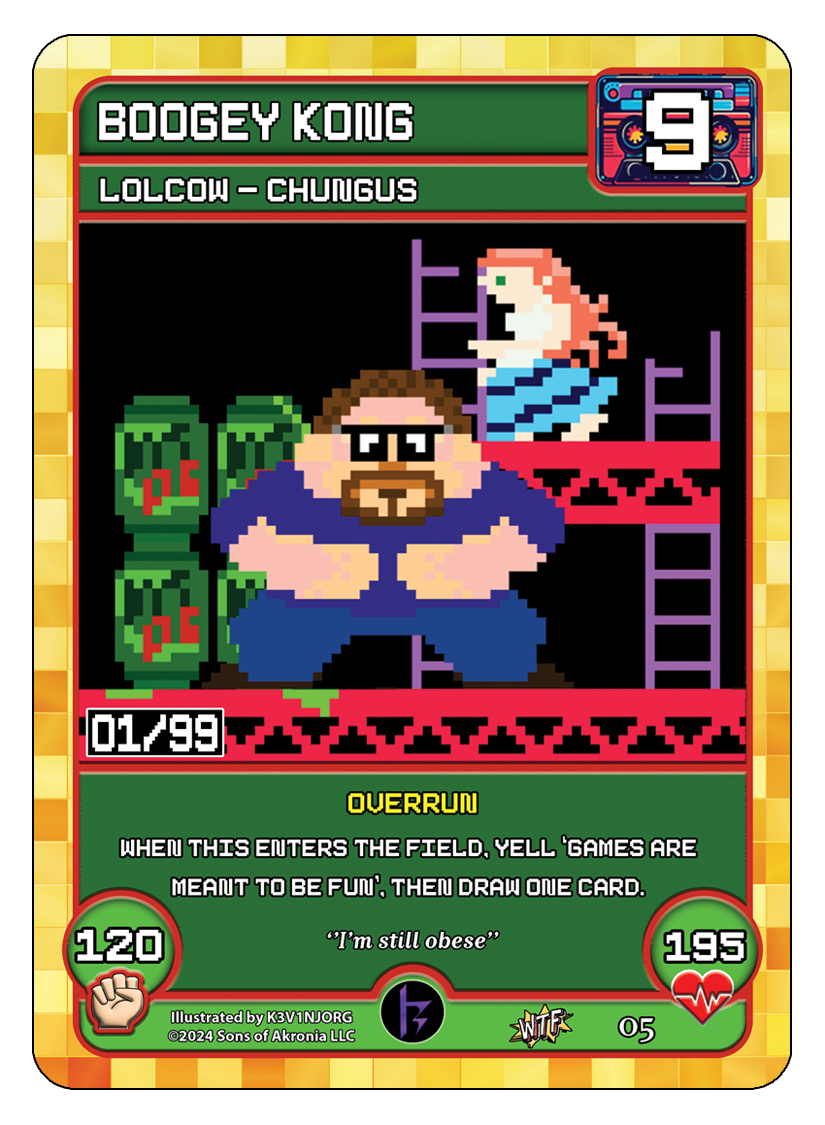 BOOGEY KONG
9
LOLCOW – CHUNGUS
01/99
OVERRUN
WHEN THIS ENTERS THE FIELD, YELL ‘GAMES ARE
MEANT TO BE FUN’, THEN DRAW ONE CARD.
‘’I’m still obese’’
120
195
Illustrated by K3V1NJORG
©2024 Sons of Akronia LLC
WTF
05